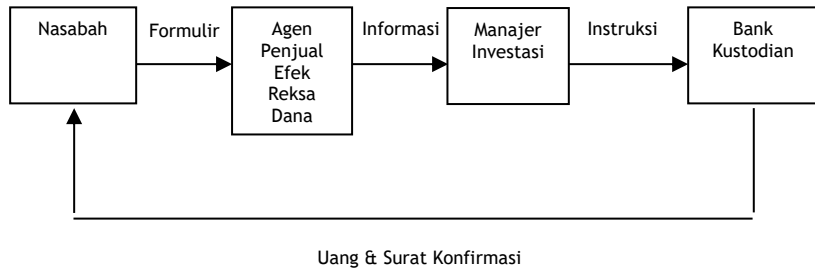 Nasabah
Formulir
Agen
Penjual
Efek
Reksa
Dana
Informasi
Manajer
Investasi
Instruksi
Bank
Kustodian
Uang & Surat Konfirmasi